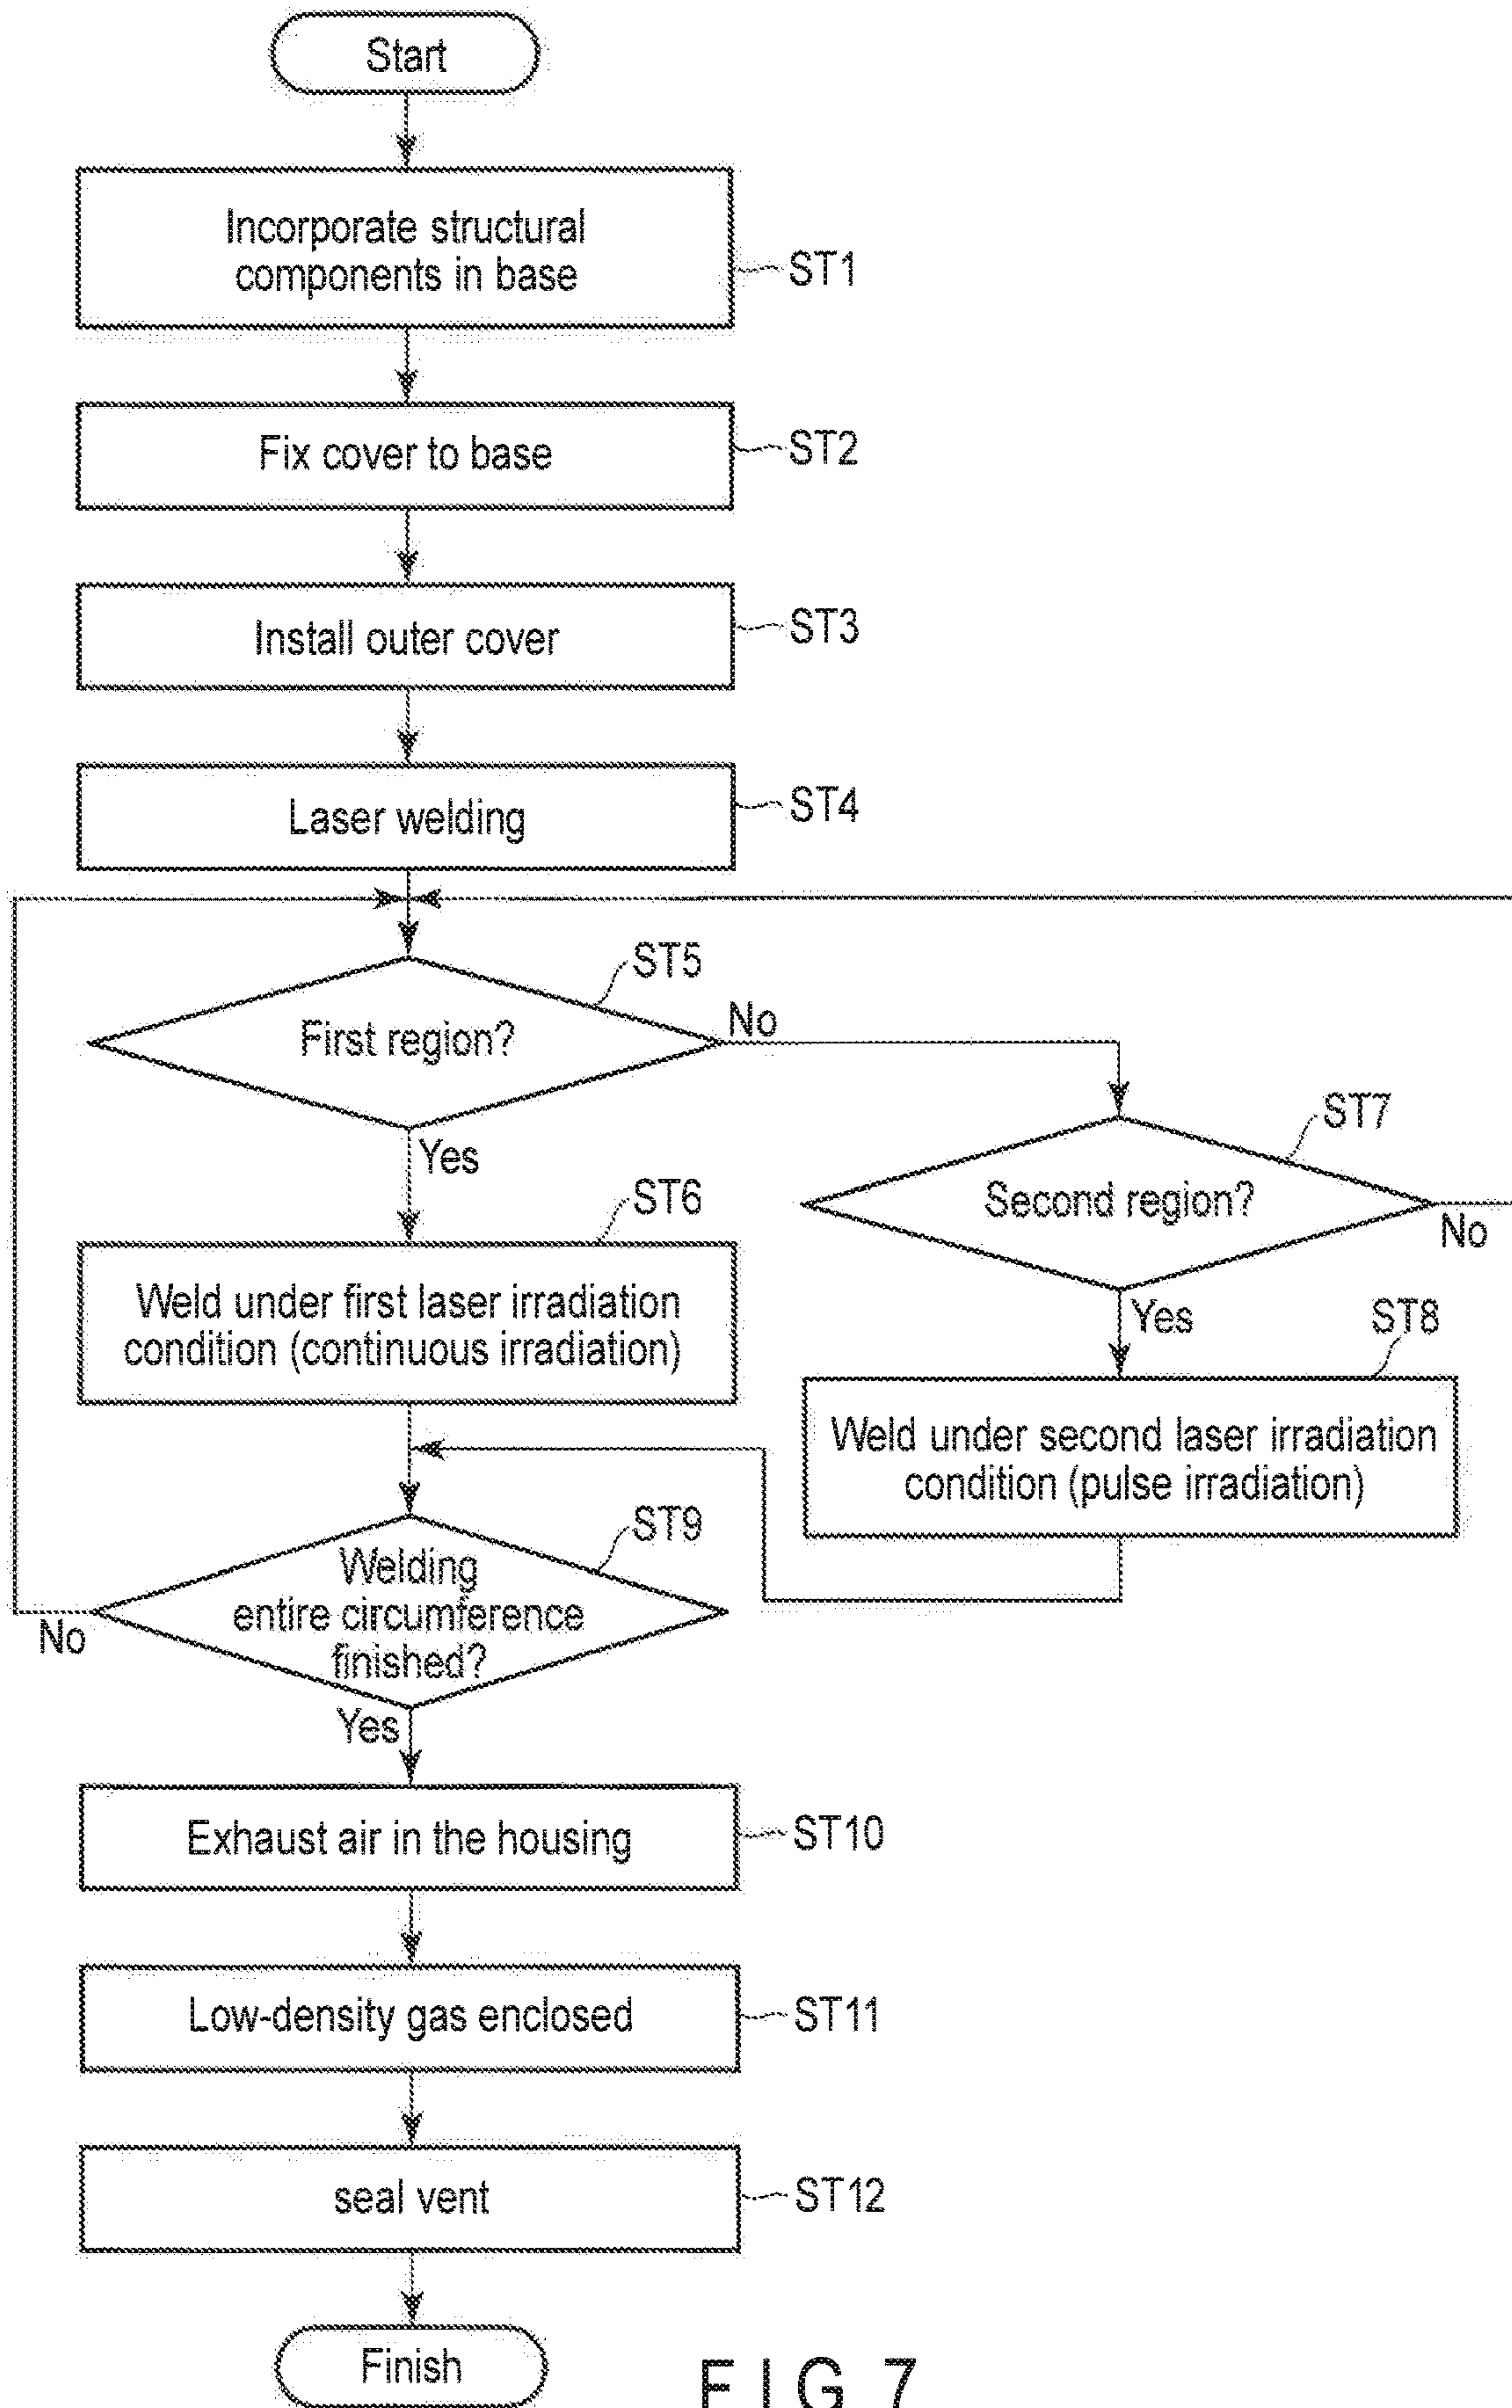 Start
Incorporate structural
components in base
ST1
Fix cover to base
ST2
Install outer cover
ST3
Laser welding
ST4
ST5
First region?
No
Yes
ST7
Second region?
No
Yes
ST6
Weld under first laser irradiation
condition (continuous irradiation)
ST8
Weld under second laser irradiation
condition (pulse irradiation)
ST9
Welding
entire circumference
finished?
No
Yes
Exhaust air in the housing
ST10
Low-density gas enclosed
ST11
seal vent
ST12
Finish
FIG. 7